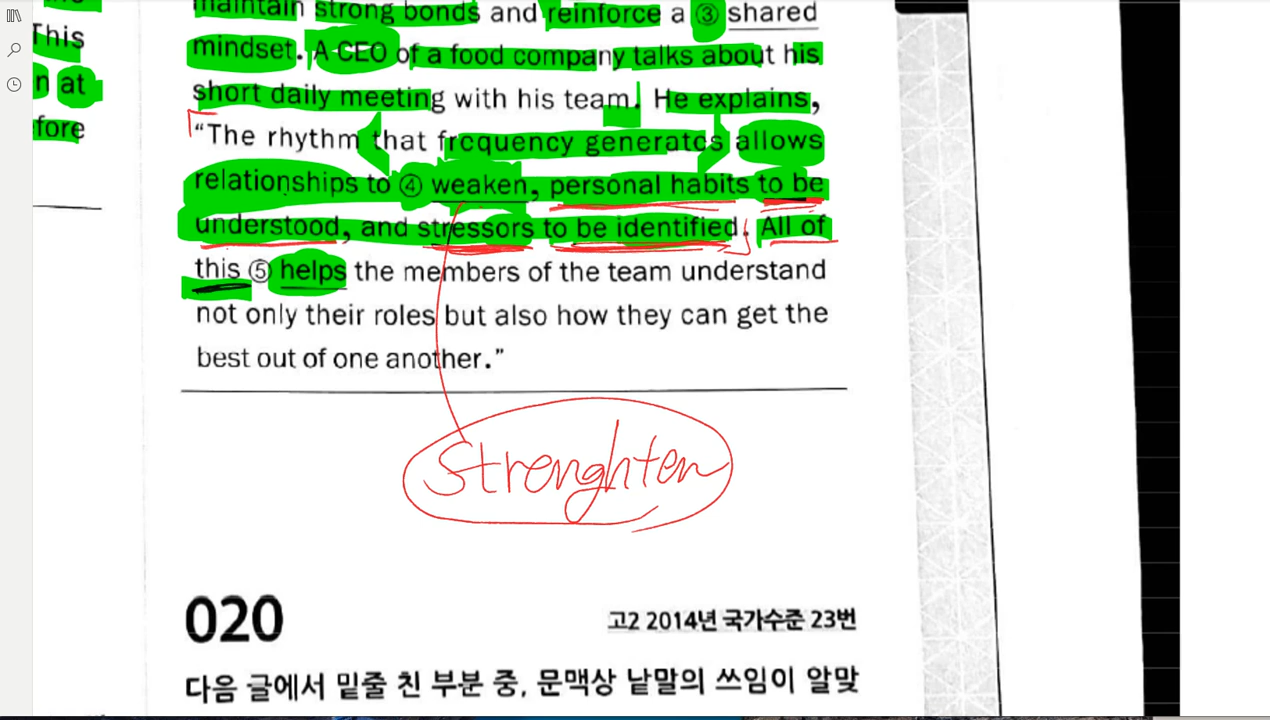 maintain strong bonds and reinforce a ③ shared
This
mindset. A CEO of a food company talks about his
n at
short daily meeting with his team. He explains,
fore
“The rhythm that frequency generates allows
relationships to ④ weaken, personal habits to be
understood, and stressors to be identified. All of
this ⑤ helps the members of the team understand
not only their roles but also how they can get the
best out of one another.”
Strenghten
020
고2 2014년 국가수준 23번
다음 글에서 밑줄 친 부분 중, 문맥상 낱말의 쓰임이 알맞